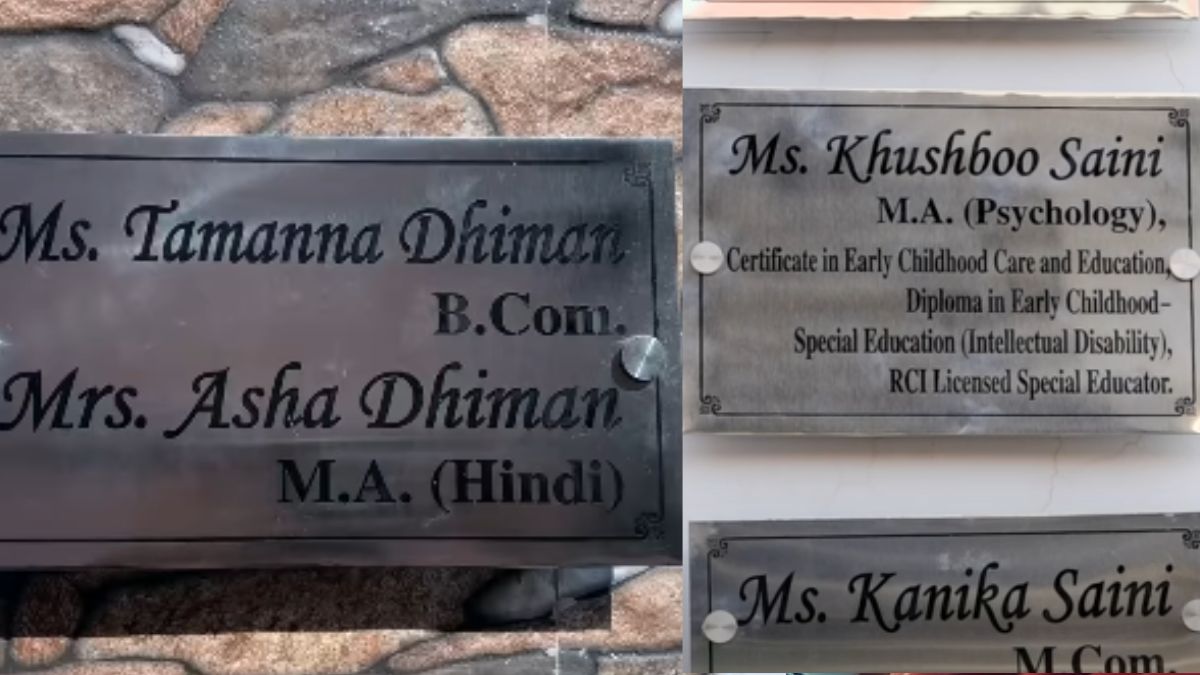 Ms. Tamanna Dhiman
B.Com.
Mrs. Asha Dhiman
M.A. (Hindi)
Ms. Khushboo Saini
M.A. (Psychology),
Certificate in Early Childhood Care and Education,
Diploma in Early Childhood-
Special Education (Intellectual Disability),
RCI Licensed Special Educator.
Ms. Kanika Saini
M.Com.